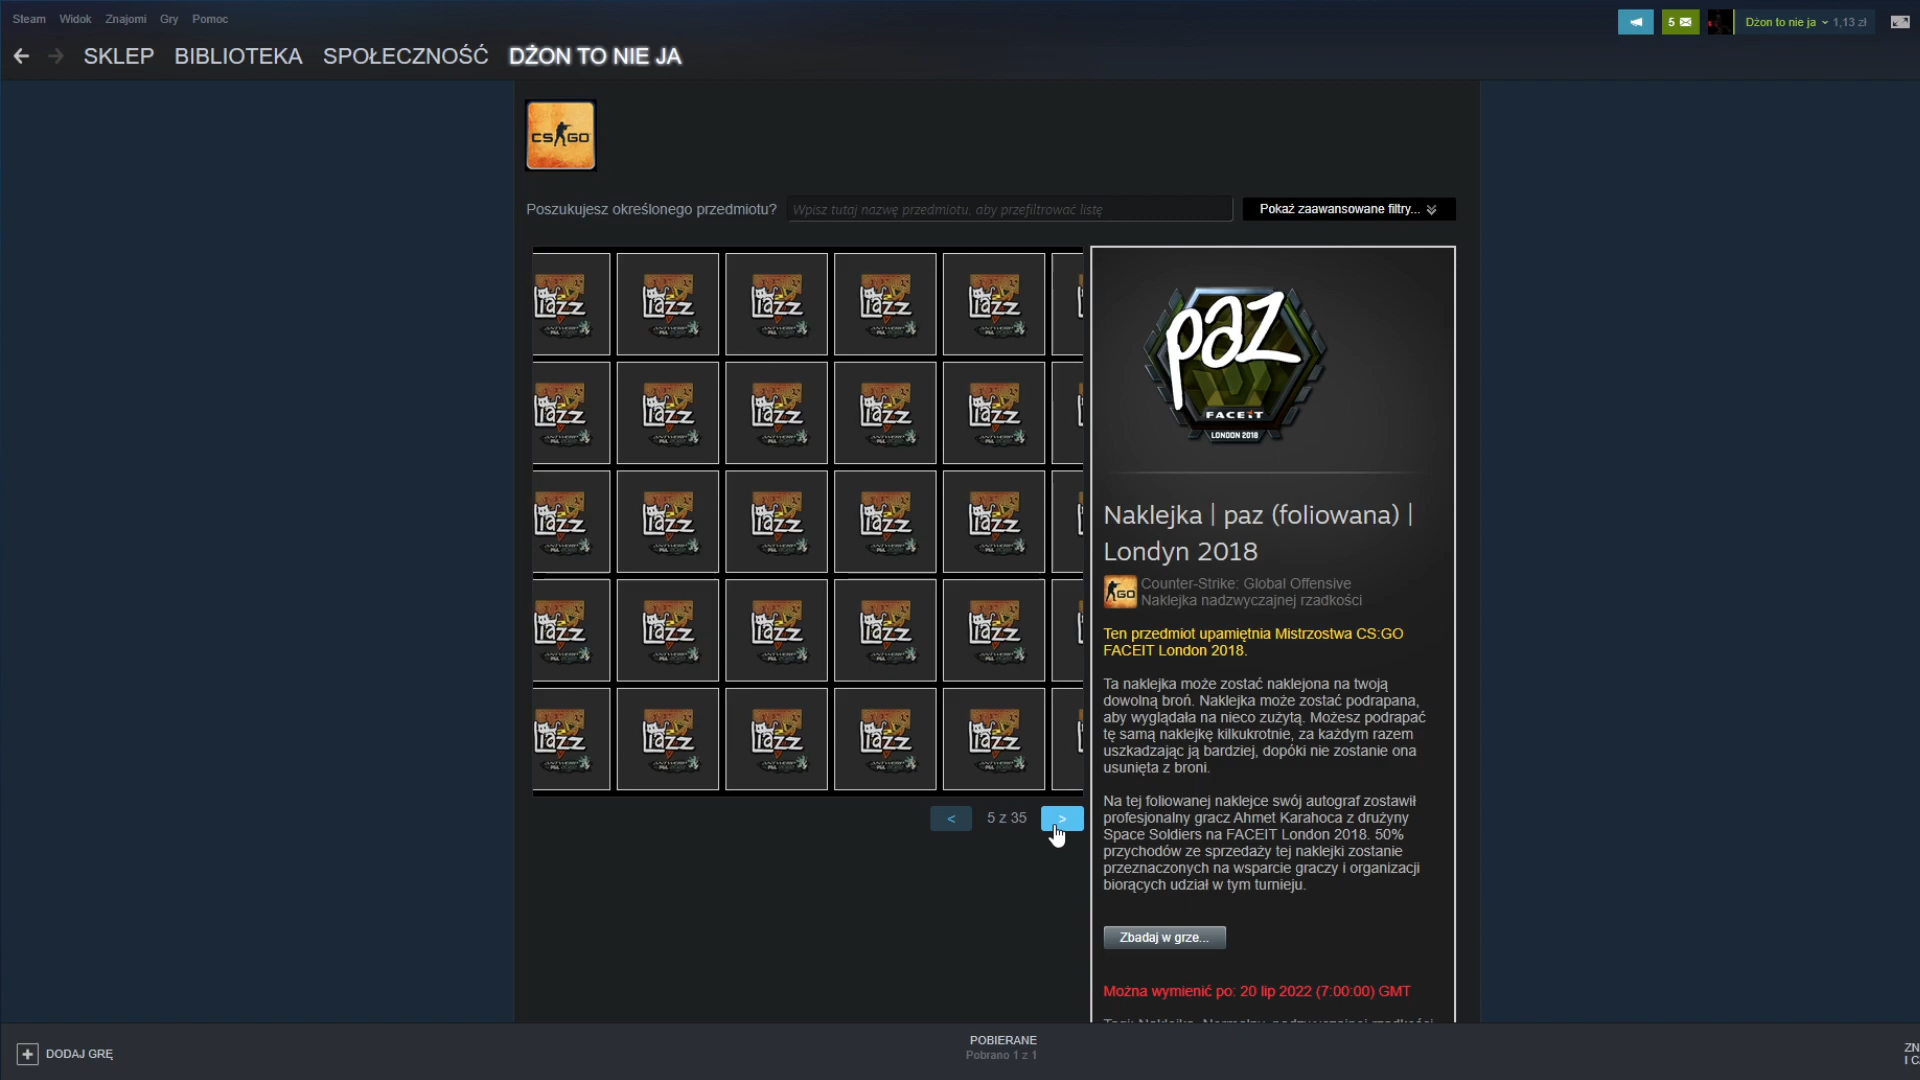 Steam Widok Znajomi Gry Pomoc
5
Dżon to nie ja 1,13 zł
SKLEP BIBLIOTEKA SPOŁECZNOŚĆ DŻON TO NIE JA
CS GO
Poszukujesz określonego przedmiotu? Wpisz tutaj nazwę przedmiotu, aby przefiltrować listę Pokaż zaawansowane filtry...
paz
FACEIT
LONDON 2018
Naklejka | paz (foliowana) |
Londyn 2018
GO
Counter-Strike: Global Offensive
Naklejka nadzwyczajnej rzadkości
Ten przedmiot upamiętnia Mistrzostwa CS:GO
FACEIT London 2018.
Ta naklejka może zostać naklejona na twoją
dowolną broń. Naklejka może zostać podrapana,
aby wyglądała na nieco zużytą. Możesz podrapać
tę samą naklejkę kilkukrotnie, za każdym razem
uszkadzając ją bardziej, dopóki nie zostanie ona
usunięta z broni.
Na tej foliowanej naklejce swój autograf zostawił
profesjonalny gracz Ahmet Karahoca z drużyny
Space Soldiers na FACEIT London 2018. 50%
przychodów ze sprzedaży tej naklejki zostanie
przeznaczonych na wsparcie graczy i organizacji
biorących udział w tym turnieju.
Zbadaj w grze...
Można wymienić po: 20 lip 2022 (7:00:00) GMT
< 5 z 35 >
DODAJ GRĘ
POBIERANE
Pobrano 1 z 1
ZN
I C